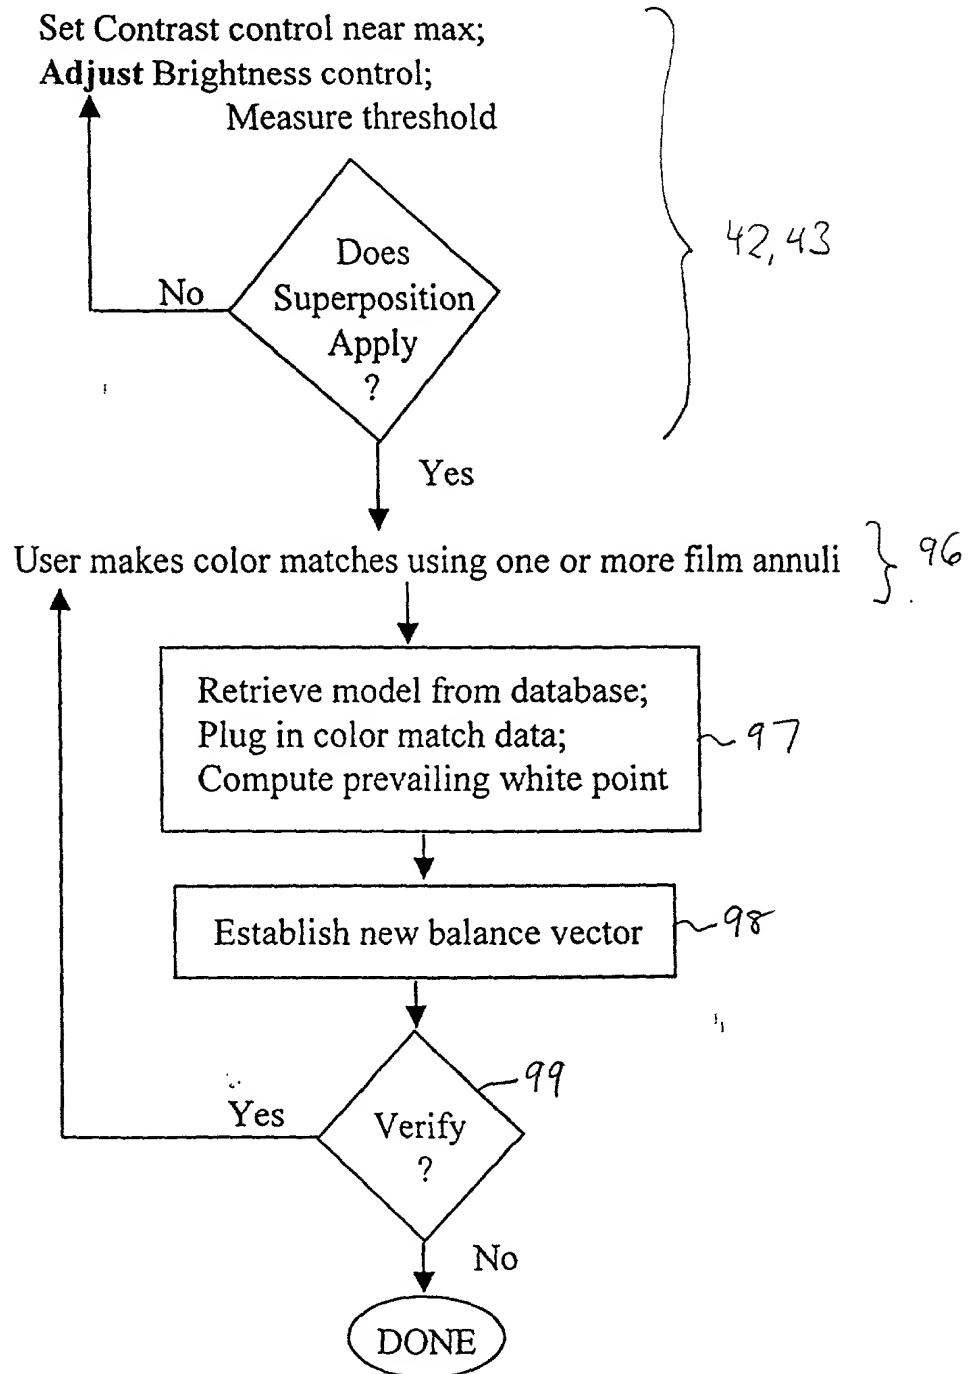 Set Contrast control near max;
Adjust Brightness control;
Measure threshold
Does
Superposition
Apply
?
No
42, 43
Yes
User makes color matches using one or more film annuli
96
Retrieve model from database;
Plug in color match data;
Compute prevailing white point
97
Establish new balance vector
98
99
Verify
?
Yes
No
DONE